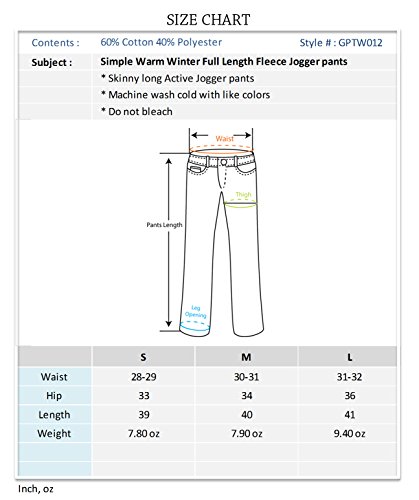 SIZE CHART
Contents : 60% Cotton 40% Polyester Style # : GPTW012
Subject : Simple Warm Winter Full Length Fleece Jogger pants
* Skinny long Active Jogger pants
* Machine wash cold with like colors
* Do not bleach
Waist
Thigh
Pants Length
Leg
Opening
S M L
Waist 28-29 30-31 31-32
Hip 33 34 36
Length 39 40 41
Weight 7.80 oz 7.90 oz 9.40 oz
Inch, oz